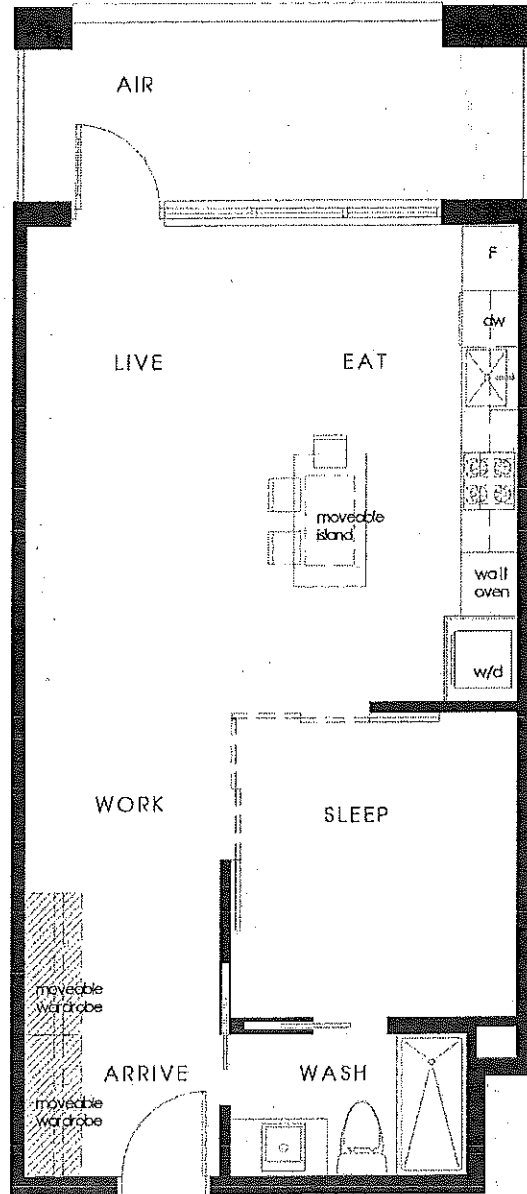 AIR
F
dw
LIVE
EAT
moveable
island
wall
oven
w/d
WORK
SLEEP
moveable
wardrobe
ARRIVE
WASH
moveable
wardrobe